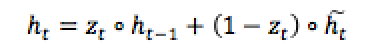 h_t = z_t ∘ h_{t−1} + (1 − z_t) ∘ h̃_t